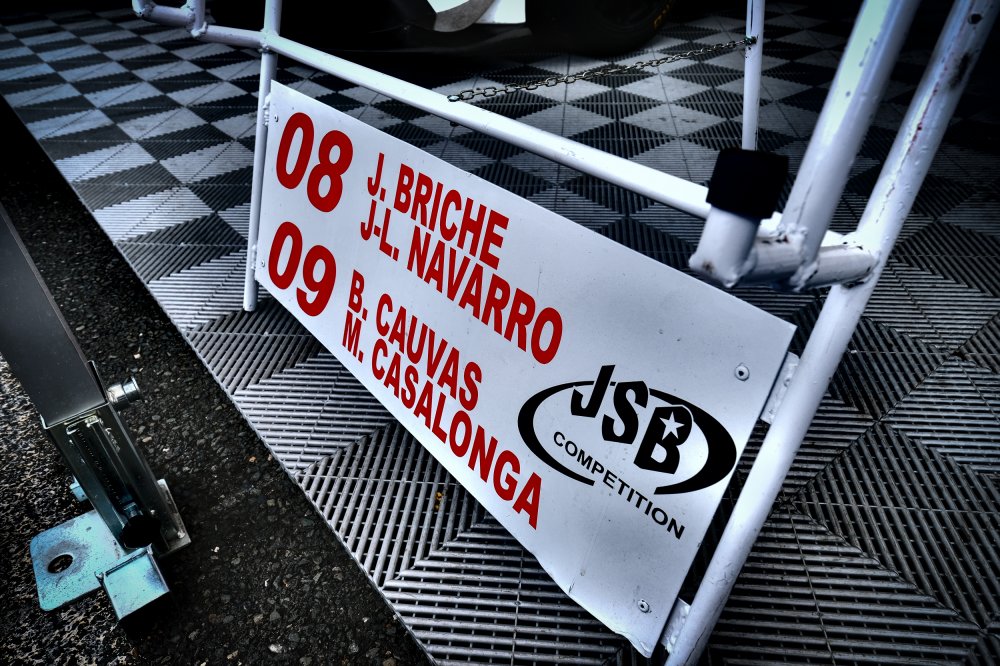 08
J. BRICHE
J-L. NAVARRO
09
B. CAUVAS
M. CASALONGA
JSB
COMPETITION